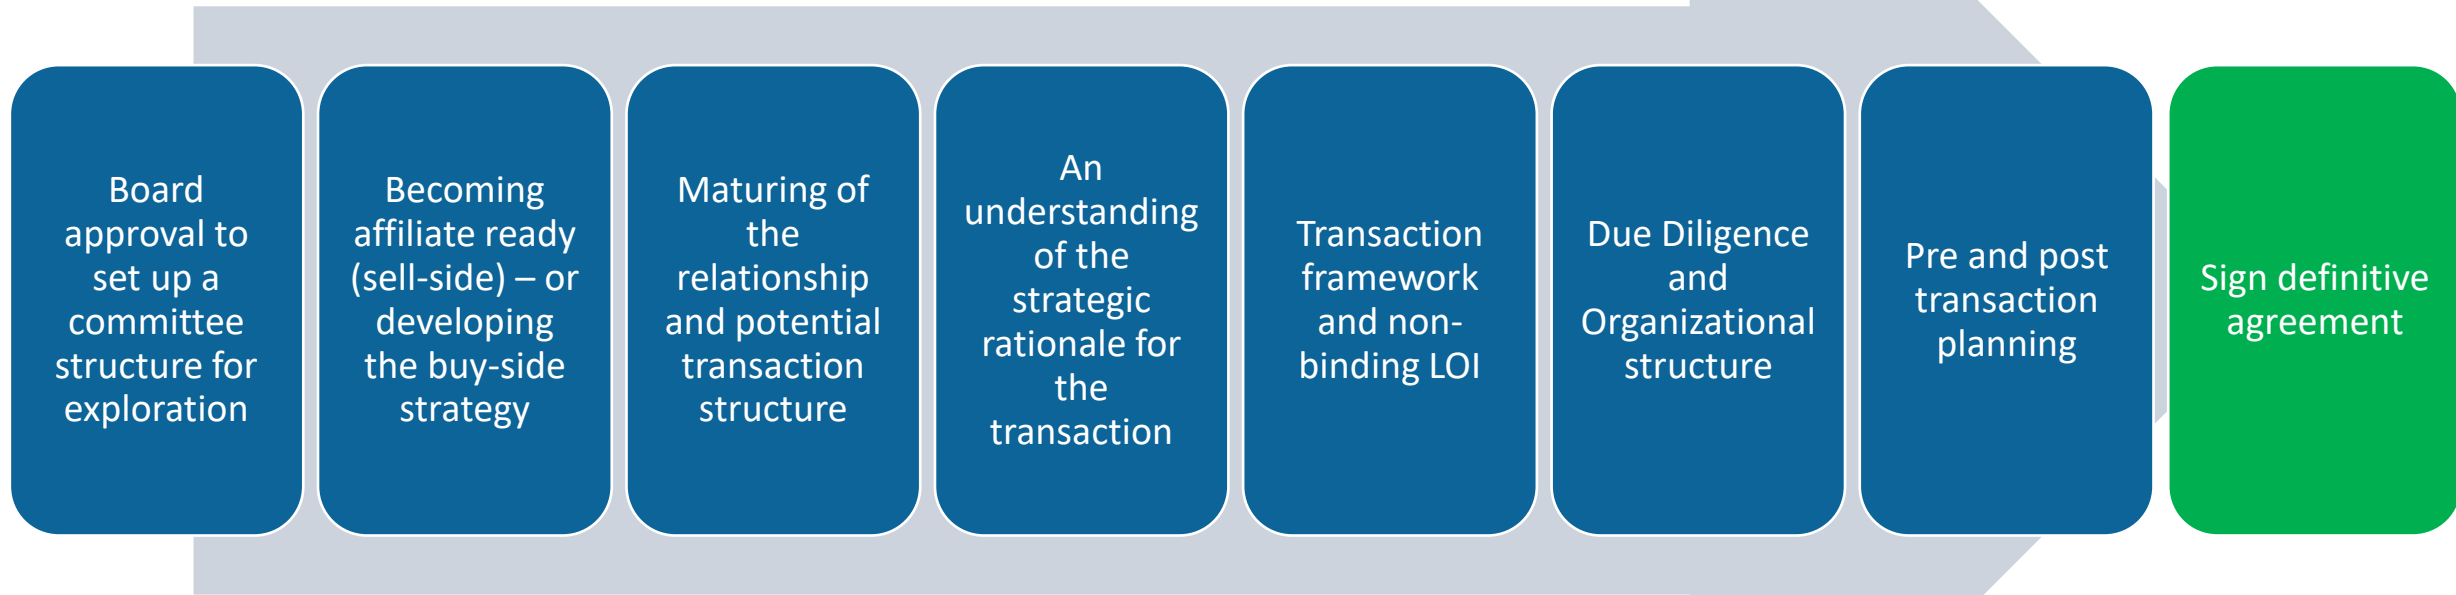 Board
approval to
set up a
committee
structure for
exploration
Becoming
affiliate ready
(sell-side) – or
developing
the buy-side
strategy
Maturing of
the
relationship
and potential
transaction
structure
An
understanding
of the
strategic
rationale for
the
transaction
Transaction
framework
and non-
binding LOI
Due Diligence
and
Organizational
structure
Pre and post
transaction
planning
Sign definitive
agreement